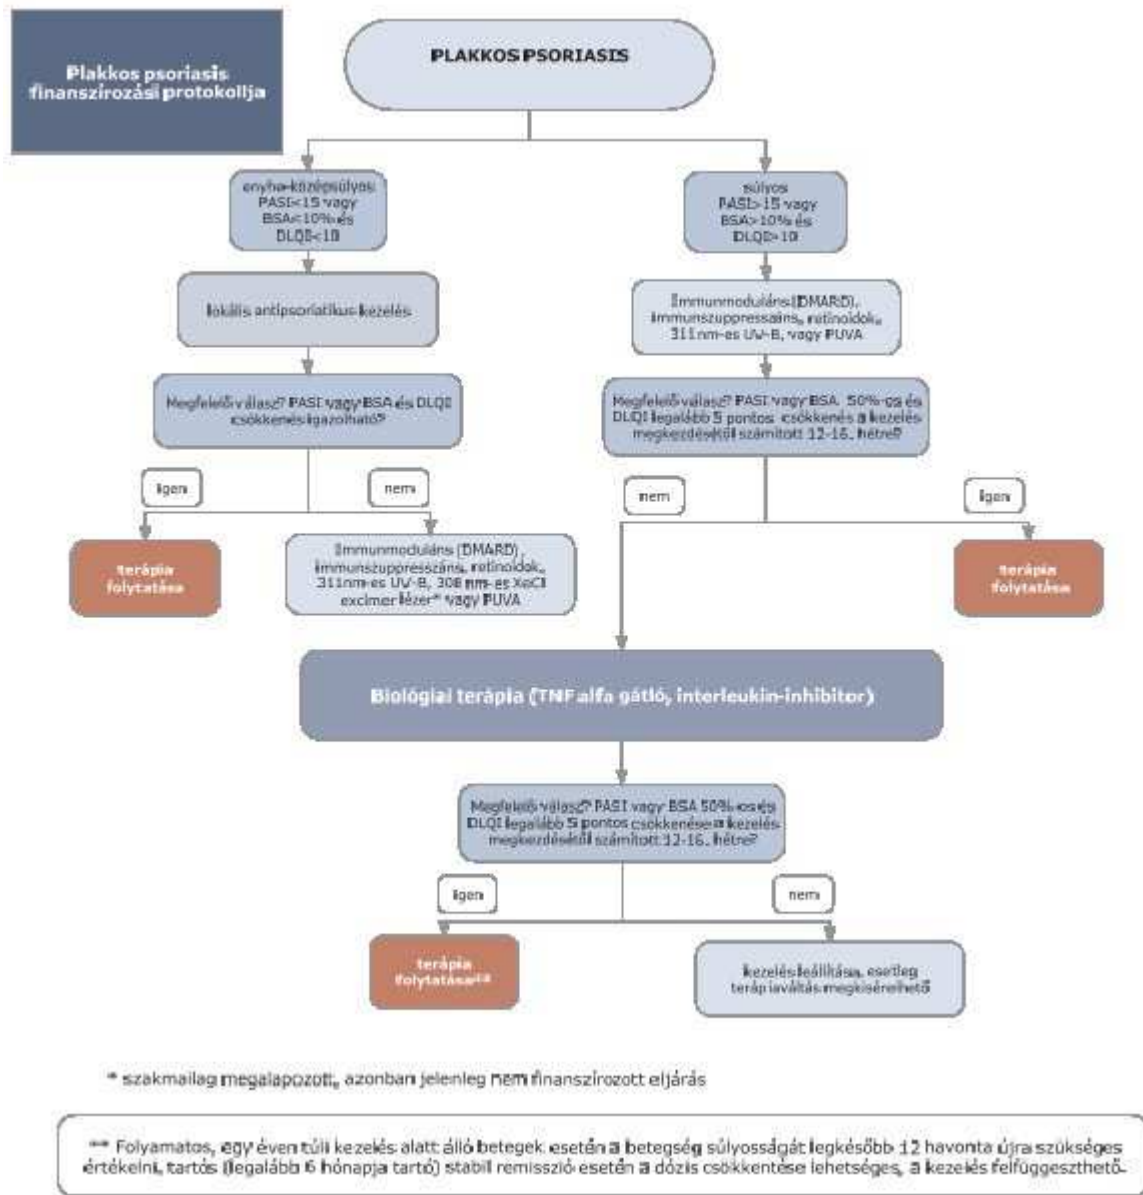 Plakkos psoriasis
finanszírozási protokollja
PLAKKOS PSORIASIS
enyhe-középsúlyos
PASI<15 vagy
BSA<10% és
DLQI<10
súlyos
PASI>15 vagy
BSA>10% és
DLQI>10
lokális antipsoriatikus kezelés
Immunmoduláns (DMARD),
immunszuppresszáns, retinoidok,
311nm-es UV-B, vagy PUVA
Megfelelő válasz? PASI vagy BSA és DLQI
csökkenés igazolható?
Megfelelő válasz? PASI vagy BSA 50%-os és
DLQI legalább 5 pontos csökkenés a kezelés
megkezdésétől számított 12-16. hétre?
igen
nem
nem
igen
terápia
folytatása
Immunmoduláns (DMARD),
immunszuppresszáns, retinoidok,
311nm-es UV-B, 308 nm-es XeCl
excimer lézer* vagy PUVA
terápia
folytatása
Biológiai terápia (TNF alfa gátló, interleukin-inhibitor)
Megfelelő válasz? PASI vagy BSA 50%-os és
DLQI legalább 5 pontos csökkenése a kezelés
megkezdésétől számított 12-16. hétre?
igen
nem
terápia
folytatása**
kezelés leállítása, esetleg
terápiaváltás megkísérelhető
* szakmailag megalapozott, azonban jelenleg nem finanszírozott eljárás
** Folyamatos, egy éven túli kezelés alatt álló betegek esetén a betegség súlyosságát legkésőbb 12 havonta újra szükséges
értékelni, tartós (legalább 6 hónapja tartó) stabil remisszió esetén a dózis csökkentése lehetséges, a kezelés felfüggeszthető.